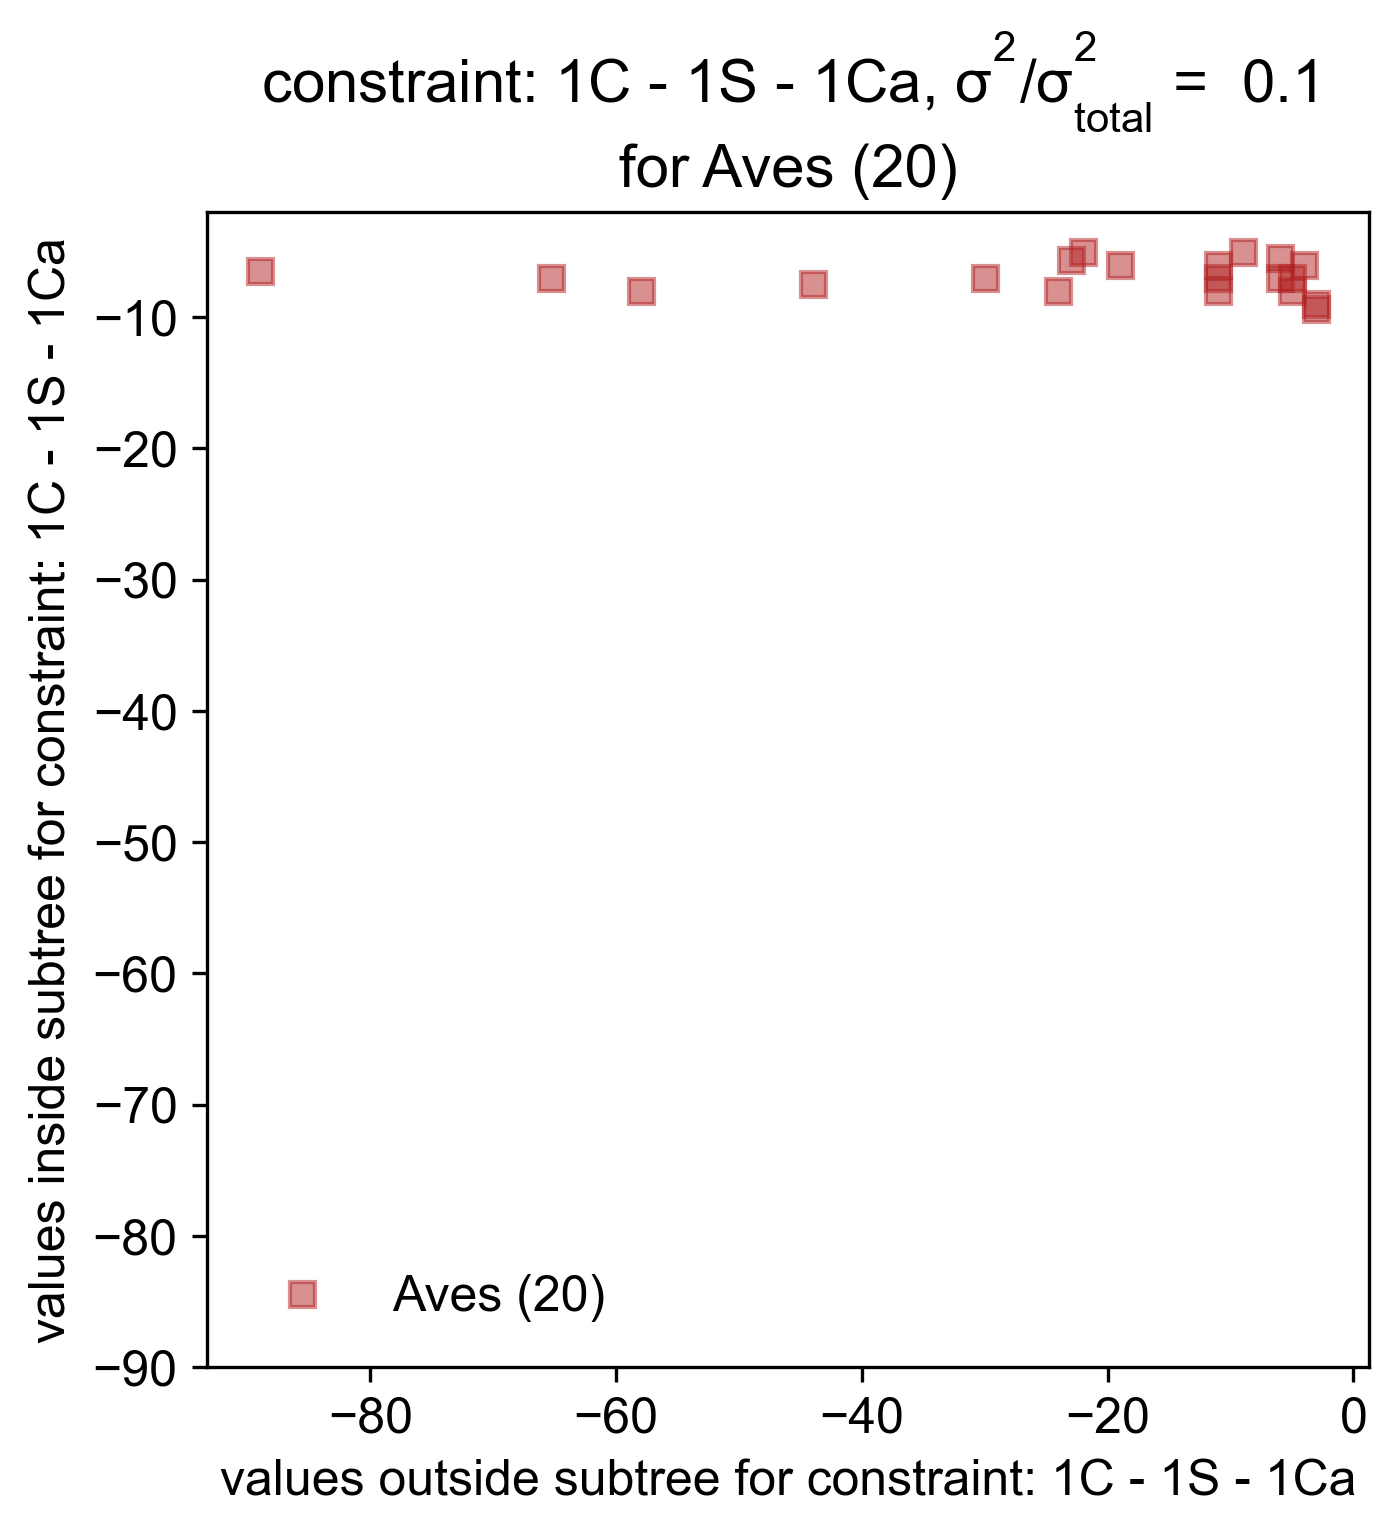 constraint: 1C - 1S - 1Ca, σ²/σ²total = 0.1
for Aves (20)
values inside subtree for constraint: 1C - 1S - 1Ca
−10
−20
−30
−40
−50
−60
−70
−80
−90
Aves (20)
−80 −60 −40 −20 0
values outside subtree for constraint: 1C - 1S - 1Ca